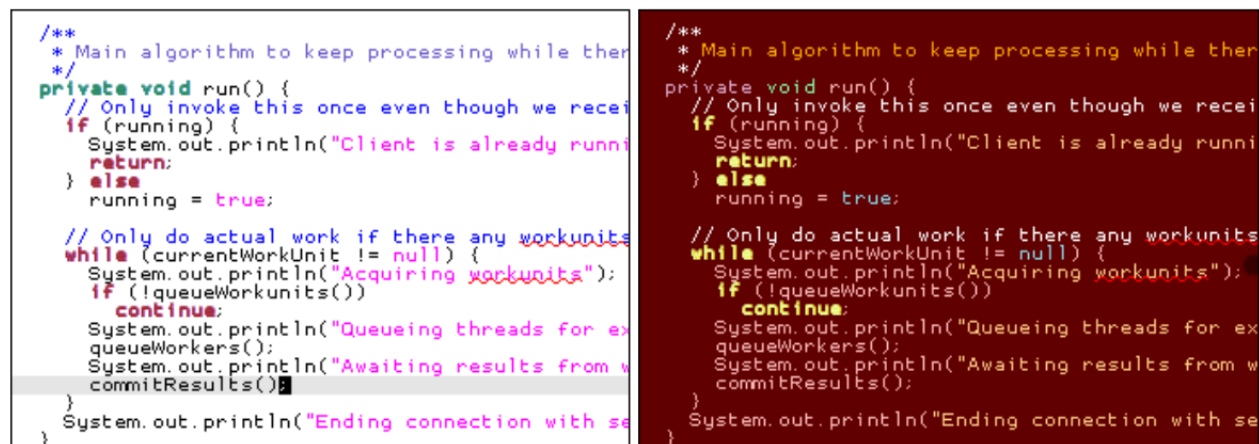 /**
* Main algorithm to keep processing while ther
*/
private void run() {
// Only invoke this once even though we recei
if (running) {
System.out.println("Client is already runni
return;
} else
running = true;
// Only do actual work if there any workunits
while (currentWorkUnit != null) {
System.out.println("Acquiring workunits");
if (!queueWorkunits())
continue;
System.out.println("Queueing threads for ex
queueWorkers();
System.out.println("Awaiting results from w
commitResults();
}
System.out.println("Ending connection with se
}
/**
* Main algorithm to keep processing while ther
*/
private void run() {
// Only invoke this once even though we recei
if (running) {
System.out.println("Client is already runni
return;
} else
running = true;
// Only do actual work if there any workunits
while (currentWorkUnit != null) {
System.out.println("Acquiring workunits");
if (!queueWorkunits())
continue;
System.out.println("Queueing threads for ex
queueWorkers();
System.out.println("Awaiting results from w
commitResults();
}
System.out.println("Ending connection with se
}